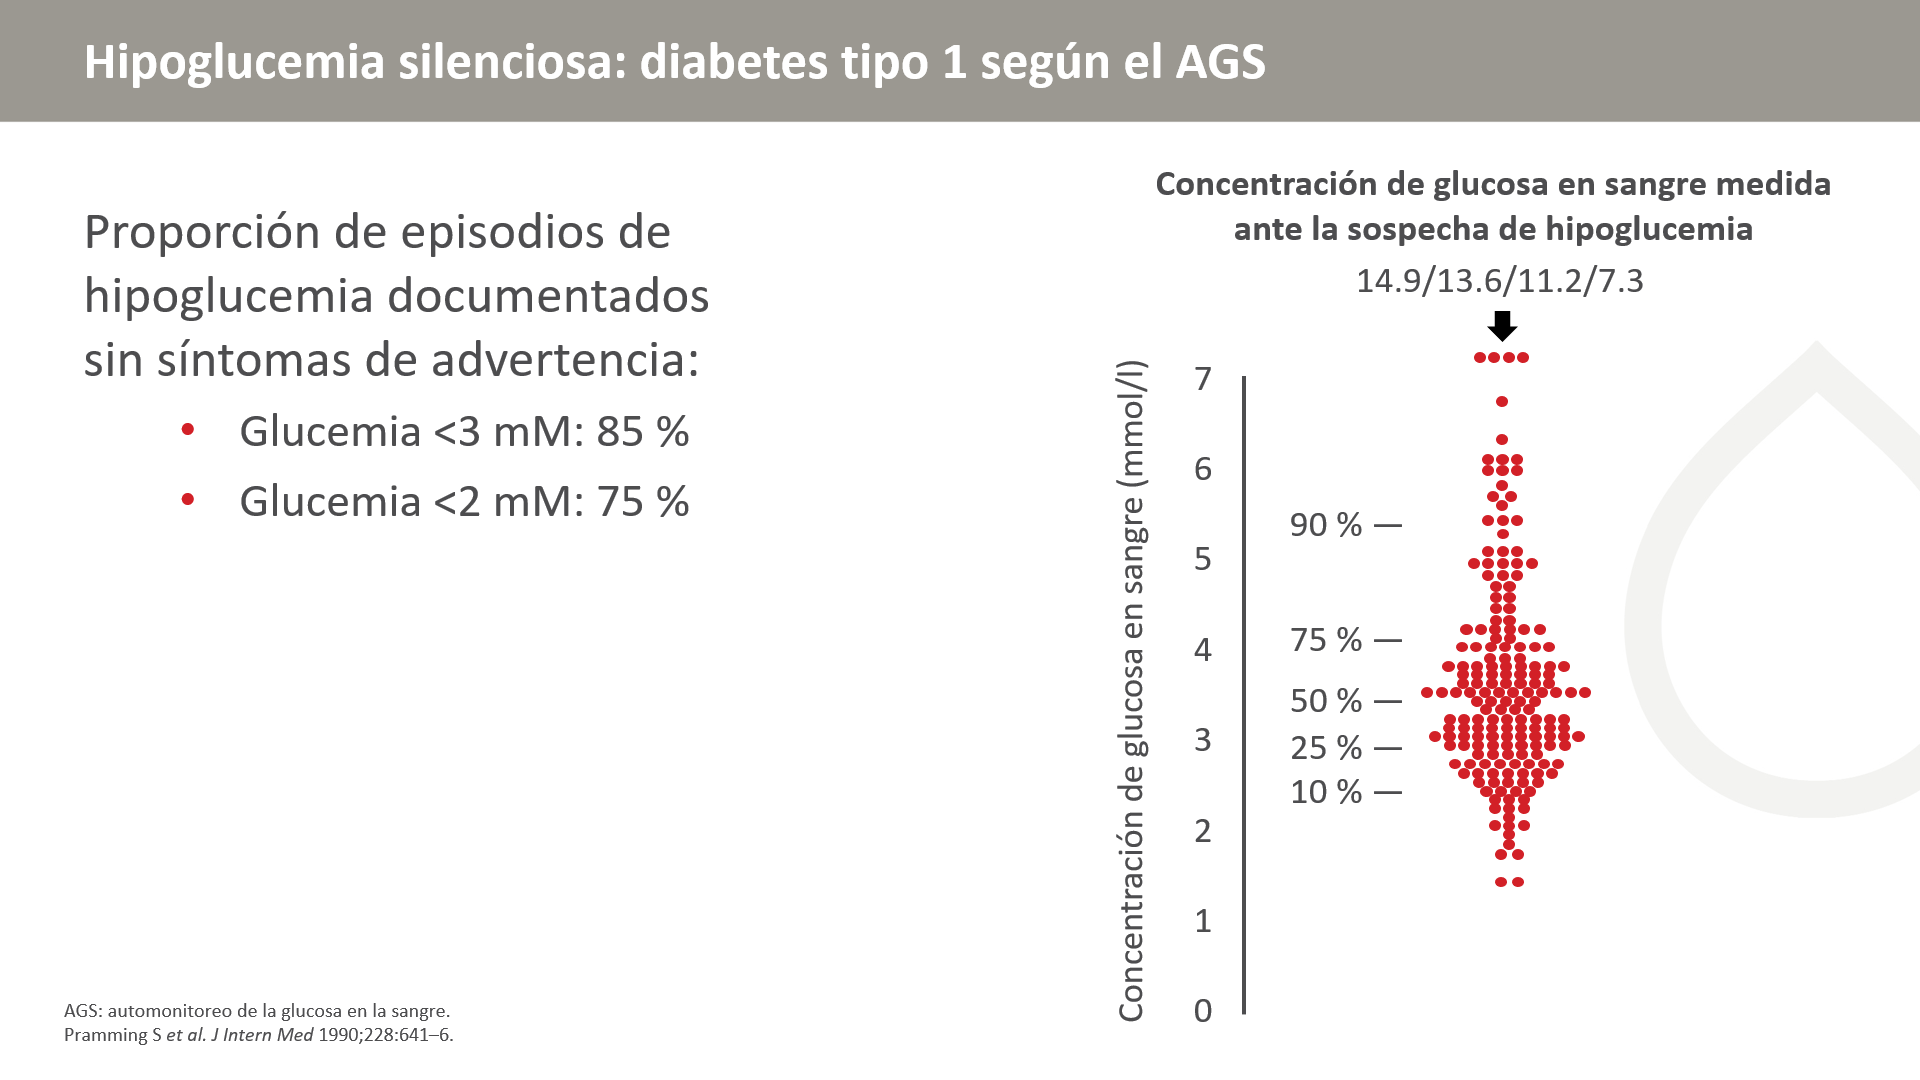 Hipoglucemia silenciosa: diabetes tipo 1 según el AGS
Proporción de episodios de
hipoglucemia documentados
sin síntomas de advertencia:
• Glucemia <3 mM: 85 %
• Glucemia <2 mM: 75 %
Concentración de glucosa en sangre medida
ante la sospecha de hipoglucemia
14.9/13.6/11.2/7.3
Concentración de glucosa en sangre (mmol/l)
7
6
5
4
3
2
1
0
90 % —
75 % —
50 % —
25 % —
10 % —
AGS: automonitoreo de la glucosa en la sangre.
Pramming S et al. J Intern Med 1990;228:641–6.